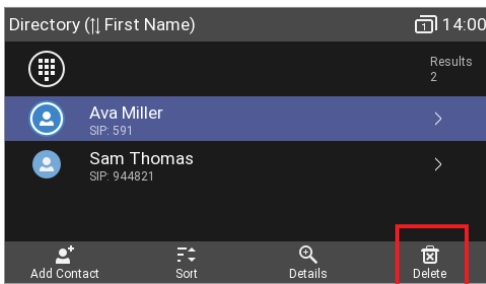 Directory (⇅ First Name)
1 14:00
Results
2
Ava Miller
SIP: 591
Sam Thomas
SIP: 944821
Add Contact
Sort
Details
Delete